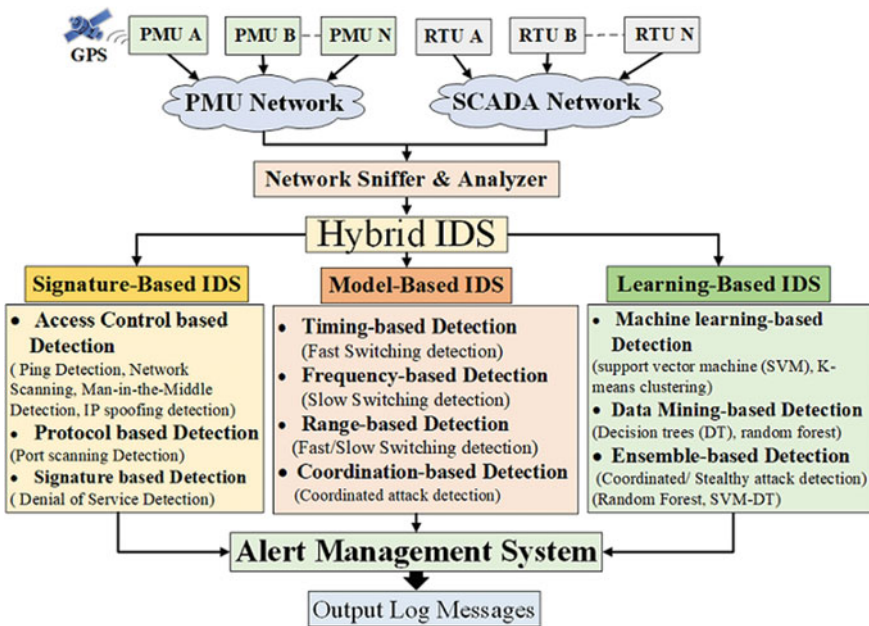 GPS
PMU A
PMU B
PMU N
RTU A
RTU B
RTU N
PMU Network
SCADA Network
Network Sniffer & Analyzer
Hybrid IDS
Signature-Based IDS
• Access Control based
Detection
( Ping Detection, Network
Scanning, Man-in-the-Middle
Detection, IP spoofing detection)
• Protocol based Detection
(Port scanning Detection)
• Signature based Detection
( Denial of Service Detection)
Model-Based IDS
• Timing-based Detection
(Fast Switching detection)
• Frequency-based Detection
(Slow Switching detection)
• Range-based Detection
(Fast/Slow Switching detection)
• Coordination-based Detection
(Coordinated attack detection)
Learning-Based IDS
• Machine learning-based
Detection
(support vector machine (SVM), K-
means clustering)
• Data Mining-based Detection
(Decision trees (DT), random forest)
• Ensemble-based Detection
(Coordinated/ Stealthy attack detection)
(Random Forest, SVM-DT)
Alert Management System
Output Log Messages